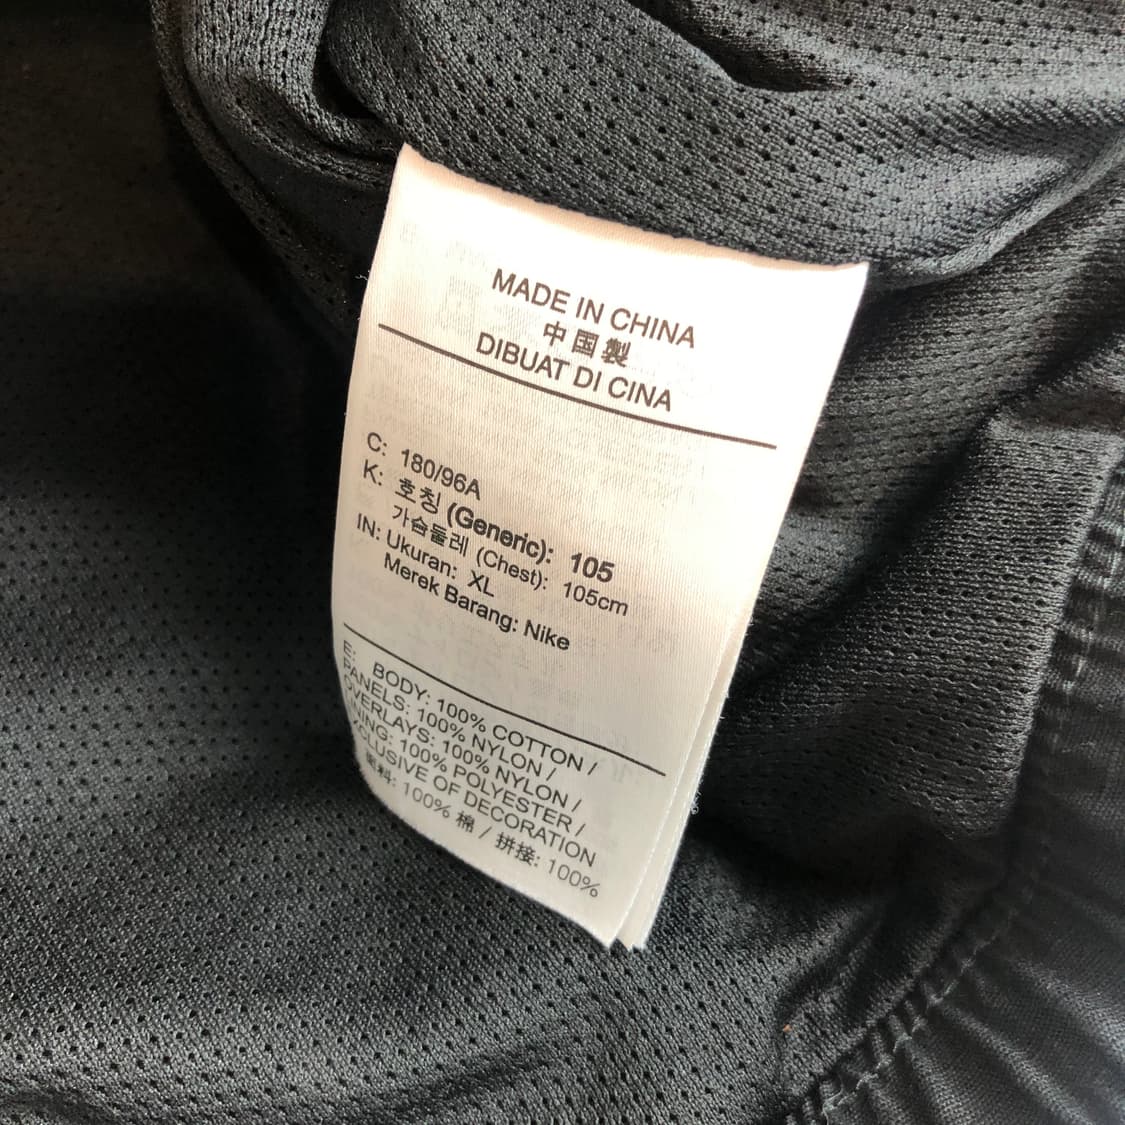 MADE IN CHINA
中国製
DIBUAT DI CINA
C: 180/96A
K: 호칭 (Generic): 105
가슴둘레 (Chest): 105cm
IN: Ukuran: XL
Merek Barang: Nike
E: BODY: 100% COTTON /
PANELS: 100% NYLON /
OVERLAYS: 100% NYLON /
LINING: 100% POLYESTER /
EXCLUSIVE OF DECORATION
面料: 100% 棉 / 拼接: 100%